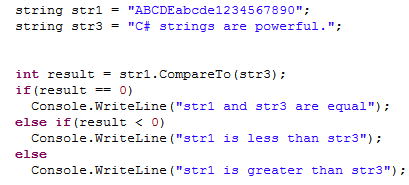 string str1 = "ABCDEabcde1234567890";
string str3 = "C# strings are powerful.";
int result = str1.CompareTo(str3);
if(result == 0)
Console.WriteLine("str1 and str3 are equal");
else if(result < 0)
Console.WriteLine("str1 is less than str3");
else
Console.WriteLine("str1 is greater than str3");